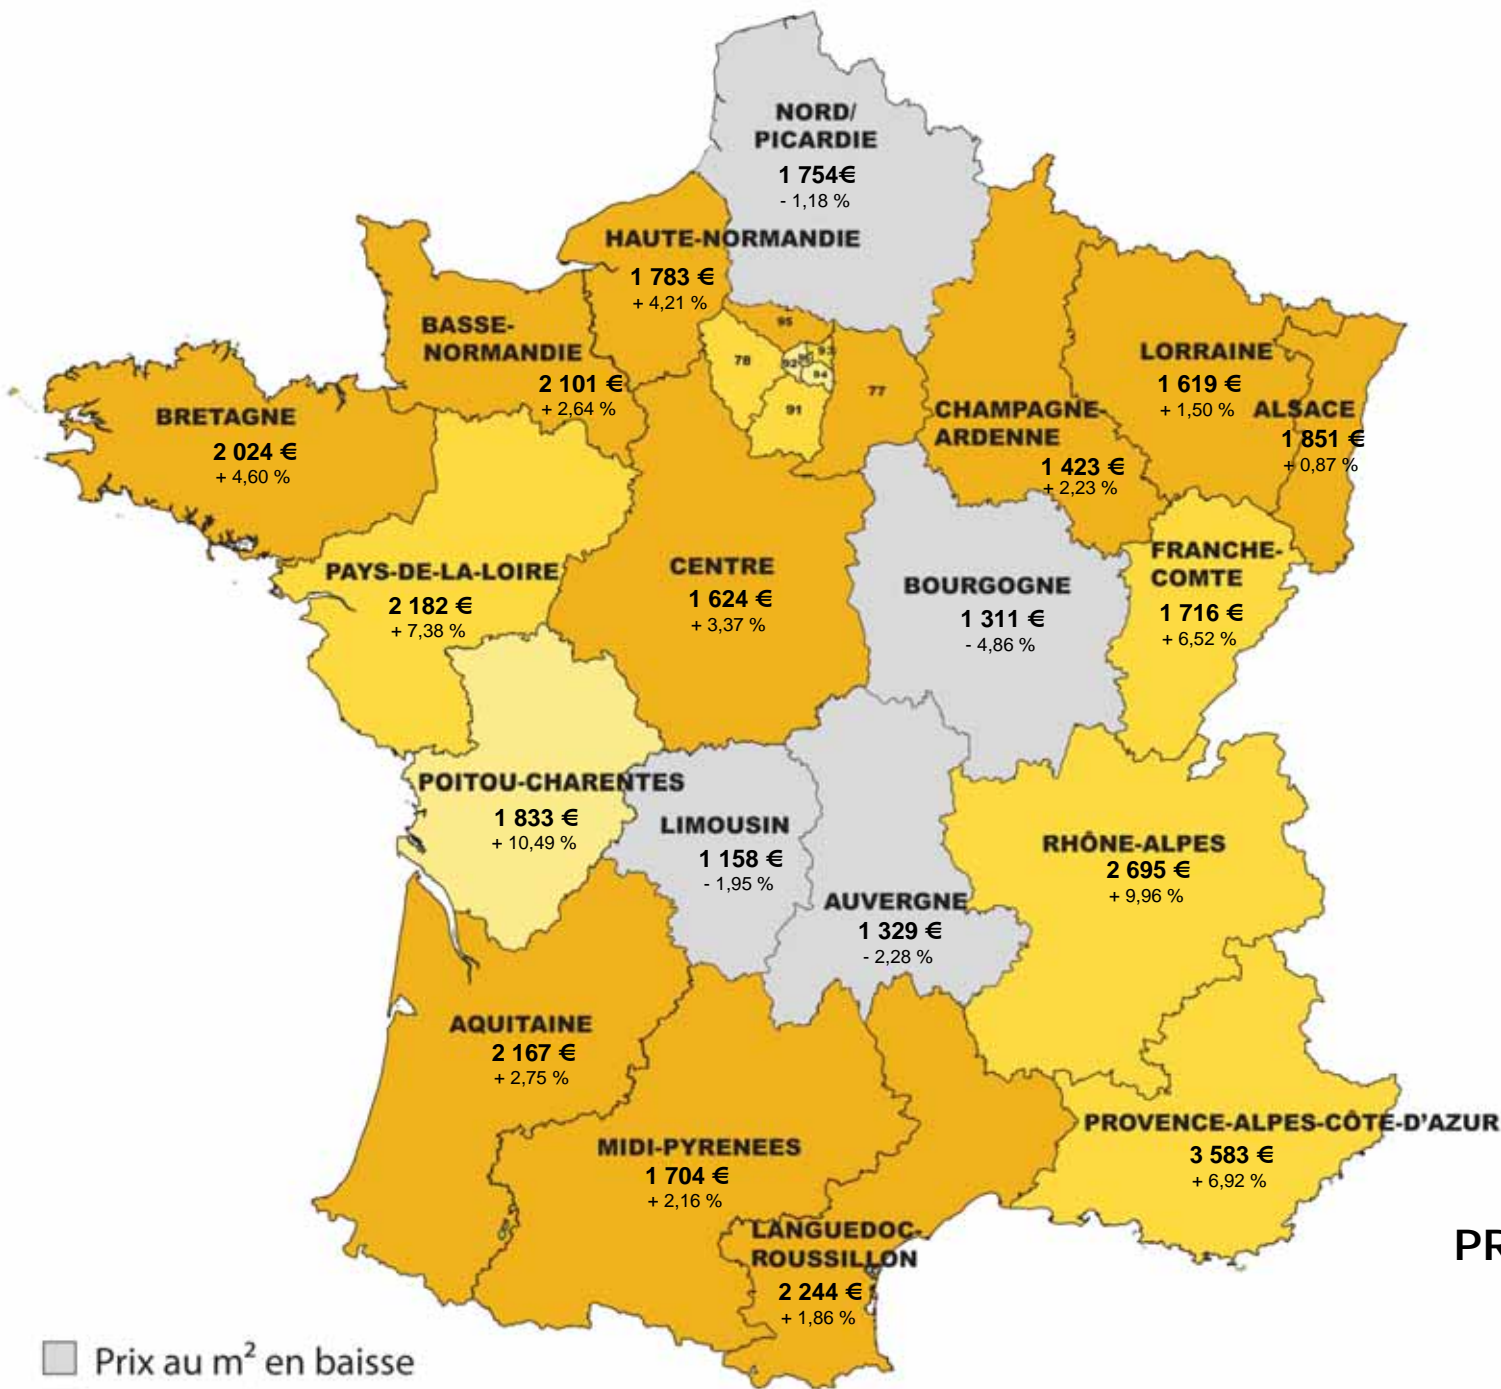 NORD/
PICARDIE
1 754€
- 1,18 %
HAUTE-NORMANDIE
1 783 €
+ 4,21 %
BASSE-
NORMANDIE
2 101 €
+ 2,64 %
95
78
92
93
94
91
77
LORRAINE
1 619 €
+ 1,50 %
ALSACE
1 851 €
+ 0,87 %
CHAMPAGNE-
ARDENNE
1 423 €
+ 2,23 %
BRETAGNE
2 024 €
+ 4,60 %
PAYS-DE-LA-LOIRE
2 182 €
+ 7,38 %
CENTRE
1 624 €
+ 3,37 %
BOURGOGNE
1 311 €
- 4,86 %
FRANCHE-
COMTE
1 716 €
+ 6,52 %
POITOU-CHARENTES
1 833 €
+ 10,49 %
LIMOUSIN
1 158 €
- 1,95 %
AUVERGNE
1 329 €
- 2,28 %
RHÔNE-ALPES
2 695 €
+ 9,96 %
AQUITAINE
2 167 €
+ 2,75 %
MIDI-PYRENEES
1 704 €
+ 2,16 %
PROVENCE-ALPES-CÔTE-D'AZUR
3 583 €
+ 6,92 %
LANGUEDOC-
ROUSSILLON
2 244 €
+ 1,86 %
PR
Prix au m² en baisse